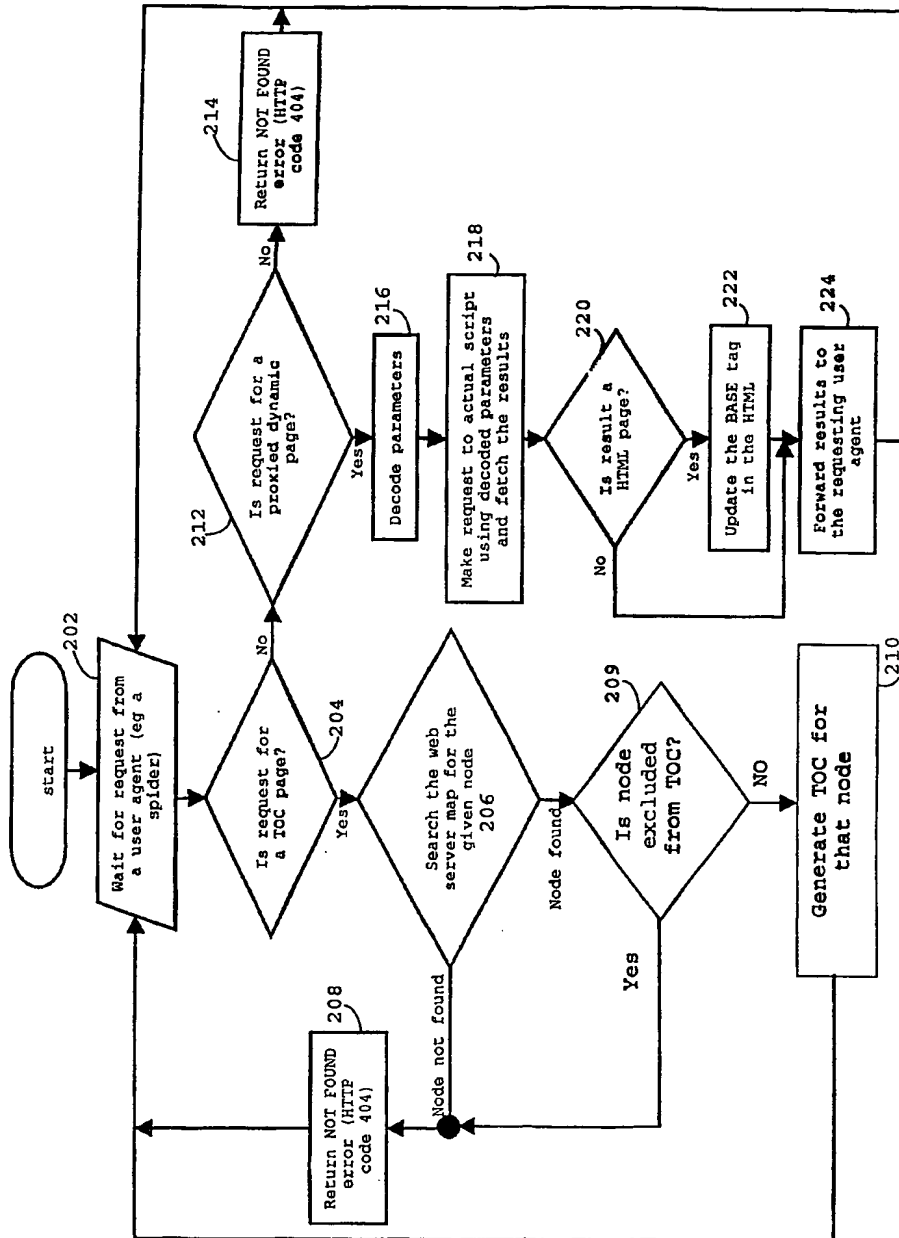 start
202
Wait for request from
a user agent (eg a
spider)
Is request for
a TOC page?
204
No
Yes
Search the web
server map for the
given node
206
Node not found
Node found
208
Return NOT FOUND
error (HTTP
code 404)
209
Is node
excluded
from TOC?
Yes
NO
210
Generate TOC for
that node
212
Is request for a
proxied dynamic
page?
No
Yes
214
Return NOT FOUND
error (HTTP
code 404)
216
Decode parameters
218
Make request to actual script
using decoded parameters
and fetch the results
220
Is result a
HTML page?
No
Yes
222
Update the BASE tag
in the HTML
224
Forward results to
the requesting user
agent